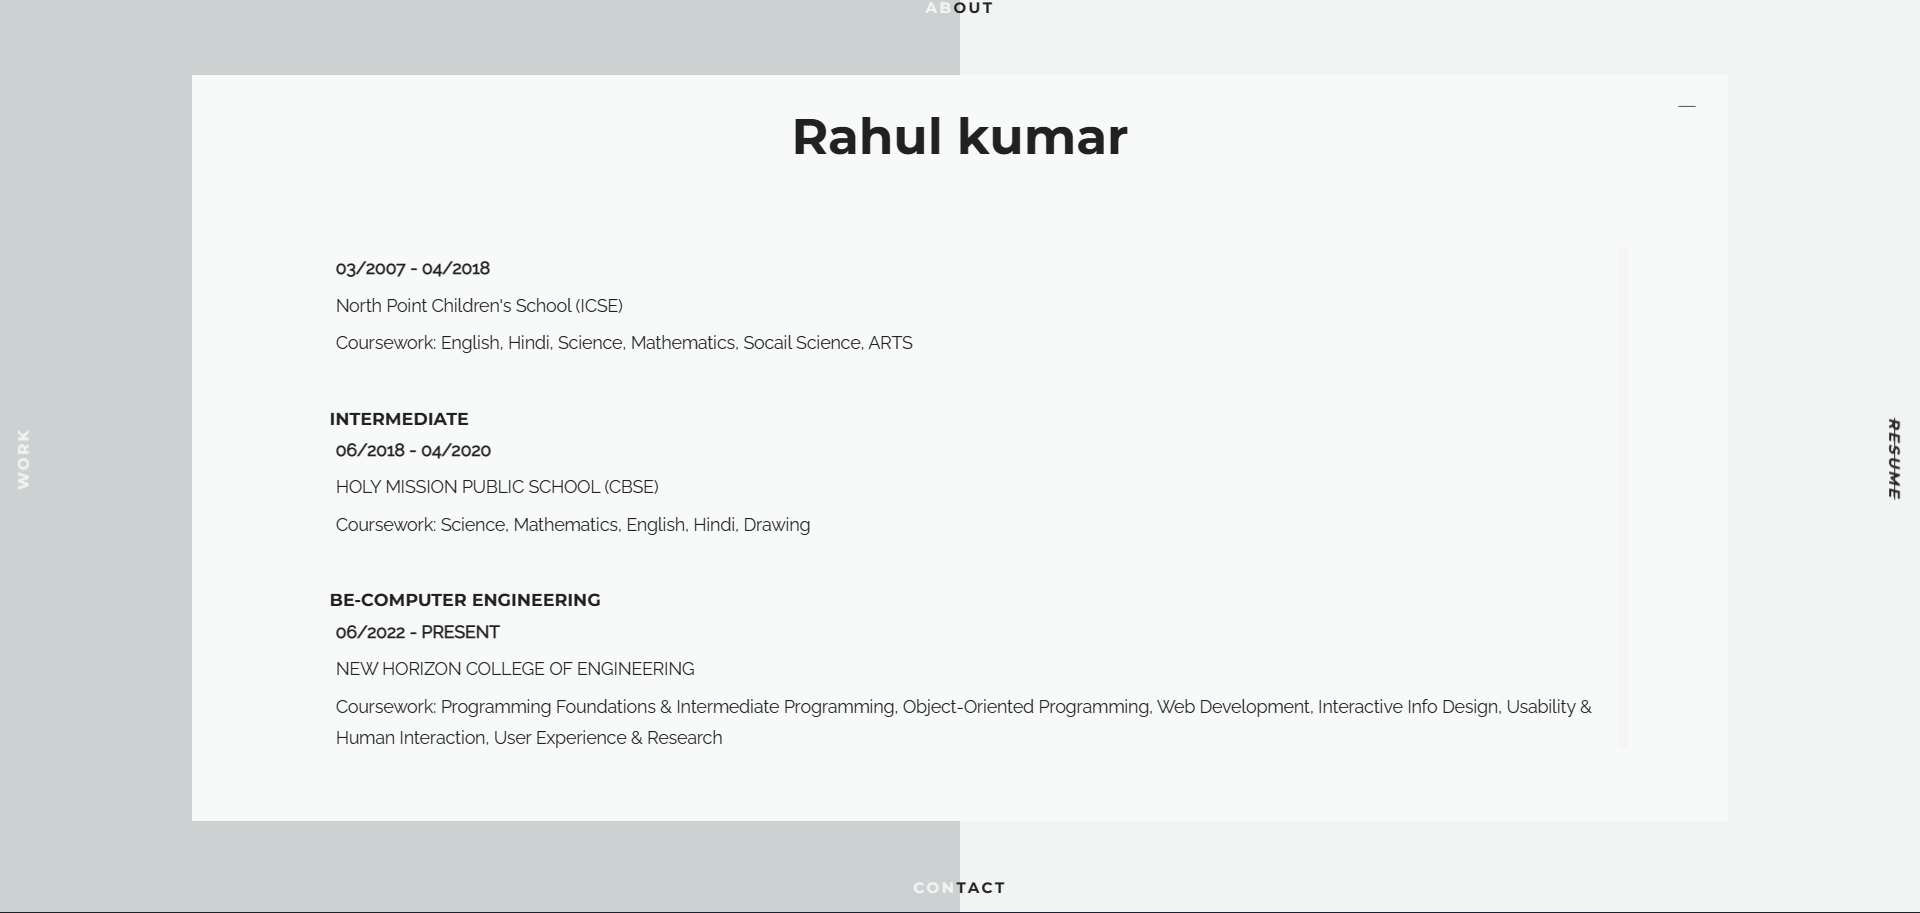 ABOUT
Rahul kumar
03/2007 - 04/2018
North Point Children's School (ICSE)
Coursework: English, Hindi, Science, Mathematics, Socail Science, ARTS
INTERMEDIATE
06/2018 - 04/2020
HOLY MISSION PUBLIC SCHOOL (CBSE)
Coursework: Science, Mathematics, English, Hindi, Drawing
WORK
RESUME
BE-COMPUTER ENGINEERING
06/2022 - PRESENT
NEW HORIZON COLLEGE OF ENGINEERING
Coursework: Programming Foundations & Intermediate Programming, Object-Oriented Programming, Web Development, Interactive Info Design, Usability &
Human Interaction, User Experience & Research
CONTACT